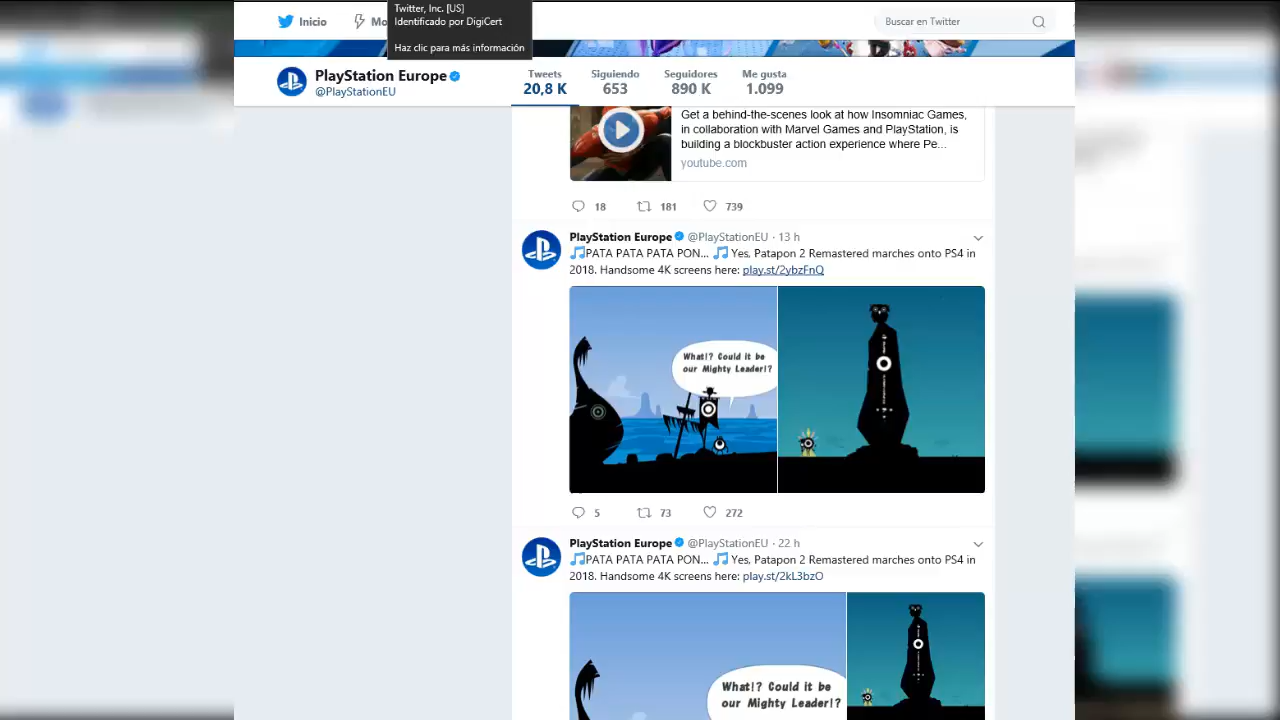 Twitter, Inc. [US]
Identificado por DigiCert
Haz clic para más información
Inicio
Mo
Buscar en Twitter
PlayStation Europe
@PlayStationEU
Tweets
20,8 K
Siguiendo
653
Seguidores
890 K
Me gusta
1.099
Get a behind-the-scenes look at how Insomniac Games,
in collaboration with Marvel Games and PlayStation, is
building a blockbuster action experience where Pe...
youtube.com
18 181 739
PlayStation Europe @PlayStationEU · 13 h
🎵PATA PATA PATA PON... 🎵 Yes, Patapon 2 Remastered marches onto PS4 in
2018. Handsome 4K screens here: play.st/2ybzFnQ
What!? Could it be
our Mighty Leader!?
5 73 272
PlayStation Europe @PlayStationEU · 22 h
🎵PATA PATA PATA PON... 🎵 Yes, Patapon 2 Remastered marches onto PS4 in
2018. Handsome 4K screens here: play.st/2kL3bzO
What!? Could it be
our Mighty Leader!?